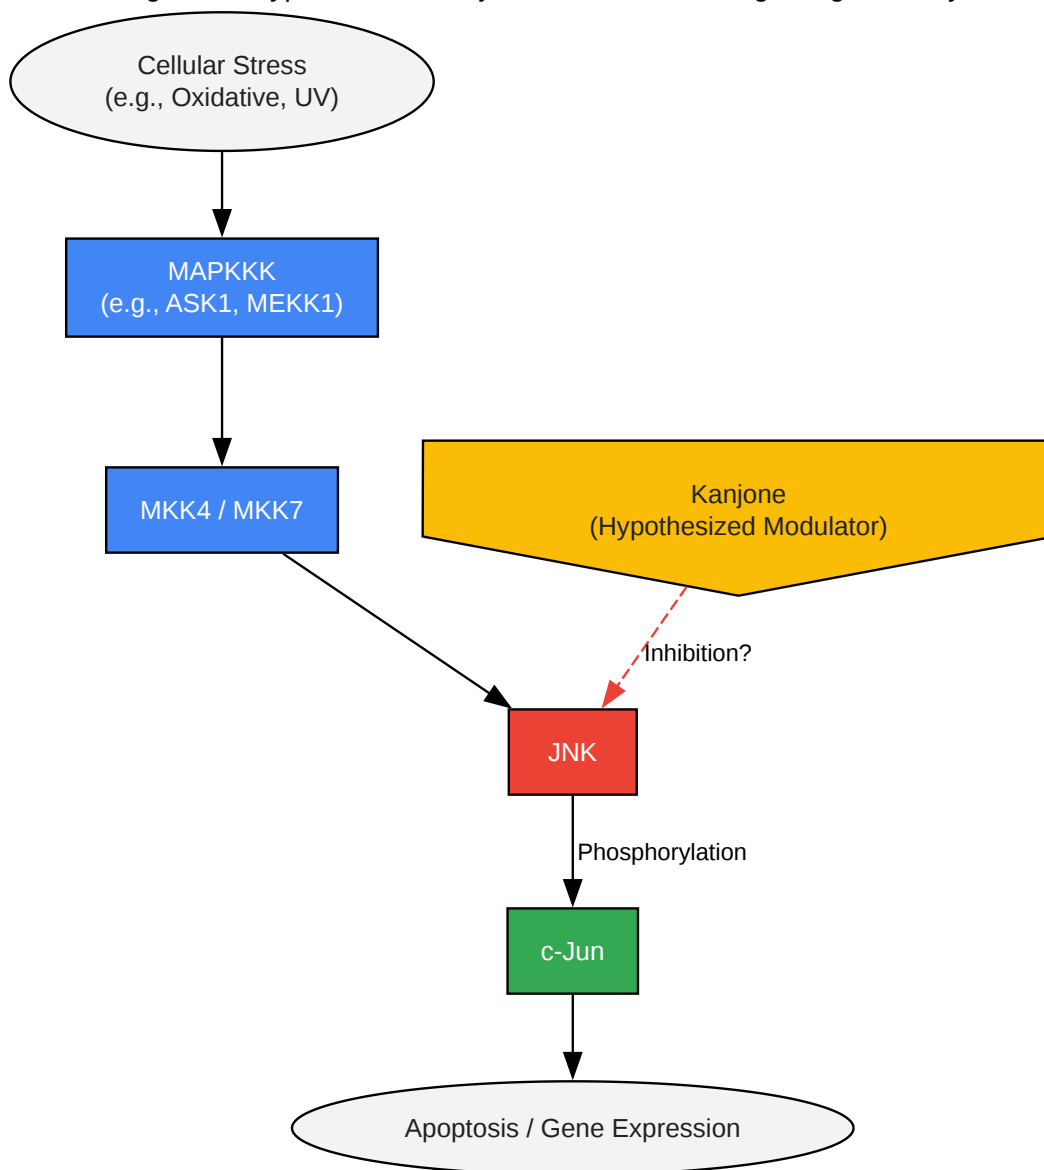 Cellular Stress
(e.g., Oxidative, UV)
MAPKKK
(e.g., ASK1, MEKK1)
MKK4 / MKK7
Kanjone
(Hypothesized Modulator)
Inhibition?
JNK
Phosphorylation
c-Jun
Apoptosis / Gene Expression